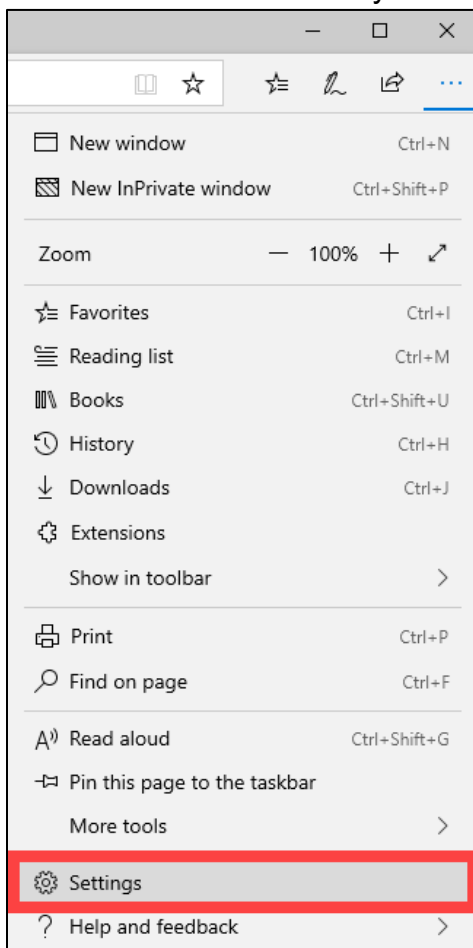 New window Ctrl+N
New InPrivate window Ctrl+Shift+P
Zoom — 100% +
Favorites Ctrl+I
Reading list Ctrl+M
Books Ctrl+Shift+U
History Ctrl+H
Downloads Ctrl+J
Extensions
Show in toolbar >
Print Ctrl+P
Find on page Ctrl+F
Read aloud Ctrl+Shift+G
Pin this page to the taskbar
More tools >
Settings
Help and feedback >